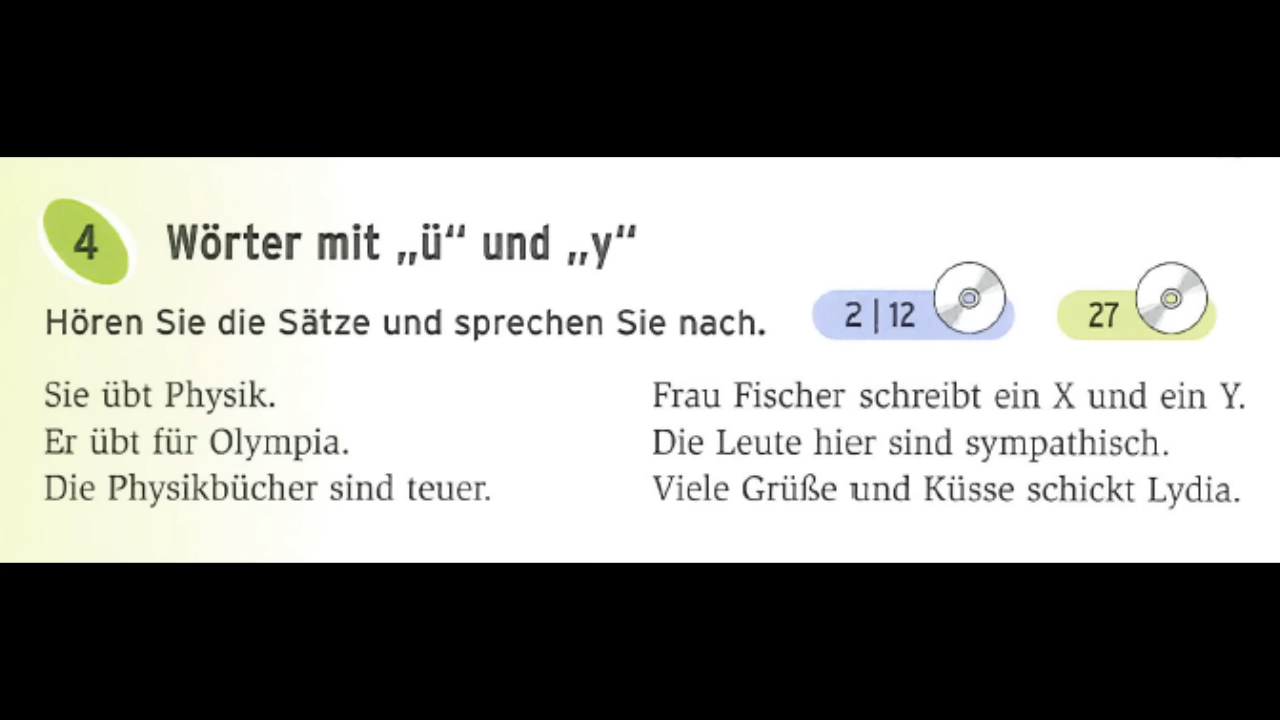 4 Wörter mit „ü“ und „y“
Hören Sie die Sätze und sprechen Sie nach. 2 | 12 27
Sie übt Physik.
Er übt für Olympia.
Die Physikbücher sind teuer.
Frau Fischer schreibt ein X und ein Y.
Die Leute hier sind sympathisch.
Viele Grüße und Küsse schickt Lydia.